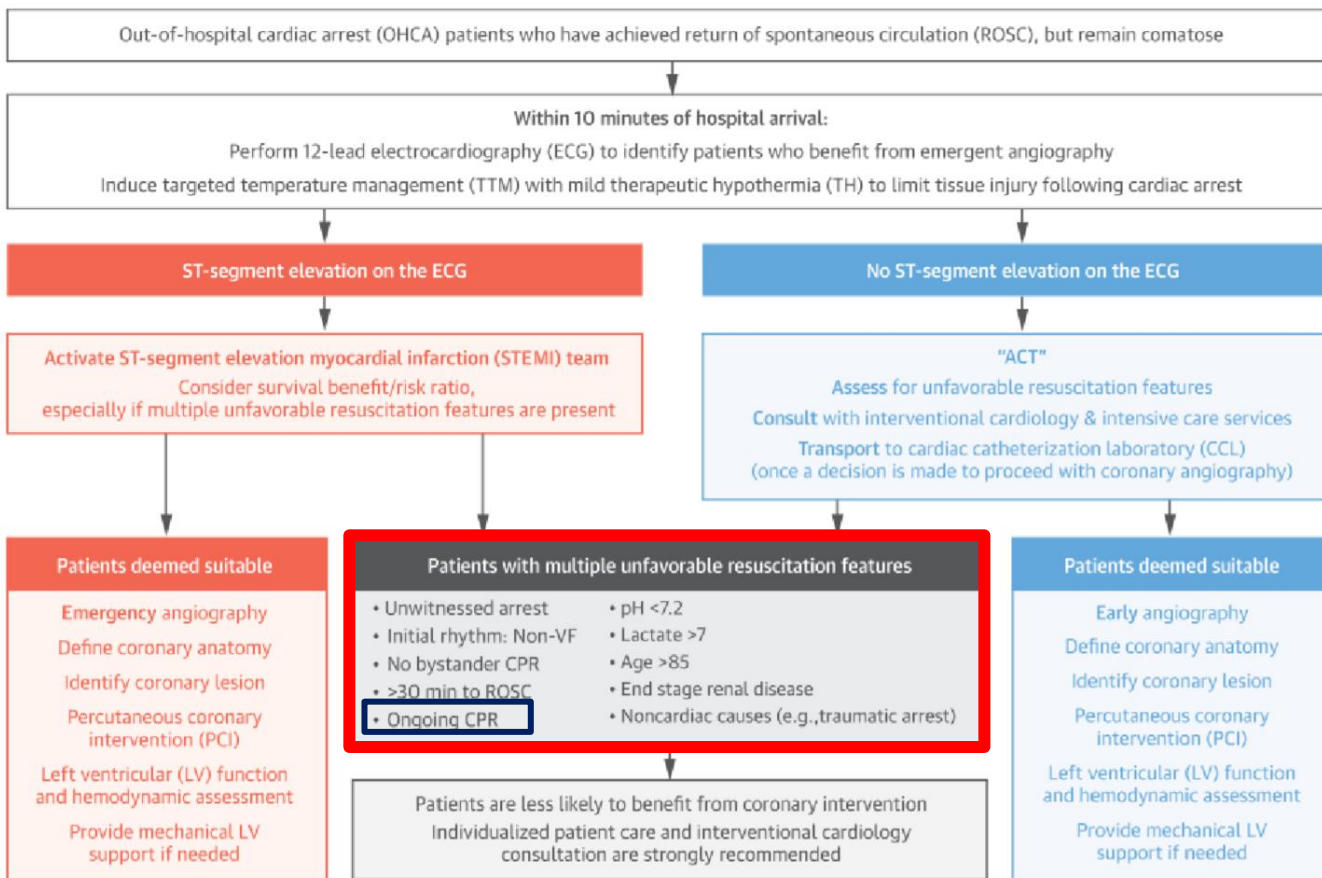 Out-of-hospital cardiac arrest (OHCA) patients who have achieved return of spontaneous circulation (ROSC), but remain comatose
Within 10 minutes of hospital arrival:
Perform 12-lead electrocardiography (ECG) to identify patients who benefit from emergent angiography
Induce targeted temperature management (TTM) with mild therapeutic hypothermia (TH) to limit tissue injury following cardiac arrest
ST-segment elevation on the ECG
Activate ST-segment elevation myocardial infarction (STEMI) team
Consider survival benefit/risk ratio,
especially if multiple unfavorable resuscitation features are present
No ST-segment elevation on the ECG
"ACT"
Assess for unfavorable resuscitation features
Consult with interventional cardiology & intensive care services
Transport to cardiac catheterization laboratory (CCL)
(once a decision is made to proceed with coronary angiography)
Patients deemed suitable
Emergency angiography
Define coronary anatomy
Identify coronary lesion
Percutaneous coronary
intervention (PCI)
Left ventricular (LV) function
and hemodynamic assessment
Provide mechanical LV
support if needed
Patients with multiple unfavorable resuscitation features
• Unwitnessed arrest
• Initial rhythm: Non-VF
• No bystander CPR
• >30 min to ROSC
• Ongoing CPR
• pH <7.2
• Lactate >7
• Age >85
• End stage renal disease
• Noncardiac causes (e.g.,traumatic arrest)
Patients are less likely to benefit from coronary intervention
Individualized patient care and interventional cardiology
consultation are strongly recommended
Patients deemed suitable
Early angiography
Define coronary anatomy
Identify coronary lesion
Percutaneous coronary
intervention (PCI)
Left ventricular (LV) function
and hemodynamic assessment
Provide mechanical LV
support if needed